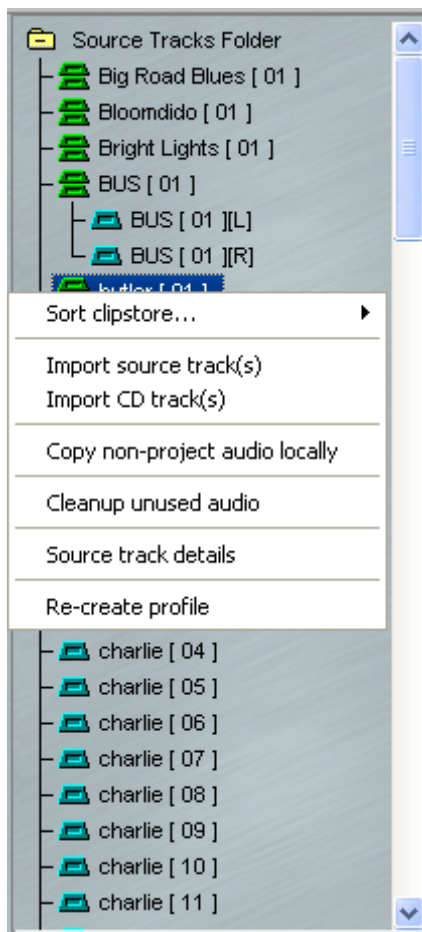 Source Tracks Folder
Big Road Blues [ 01 ]
Bloomdido [ 01 ]
Bright Lights [ 01 ]
BUS [ 01 ]
BUS [ 01 ][L]
BUS [ 01 ][R]
butler [ 01 ]
Sort clipstore...
Import source track(s)
Import CD track(s)
Copy non-project audio locally
Cleanup unused audio
Source track details
Re-create profile
charlie [ 04 ]
charlie [ 05 ]
charlie [ 06 ]
charlie [ 07 ]
charlie [ 08 ]
charlie [ 09 ]
charlie [ 10 ]
charlie [ 11 ]